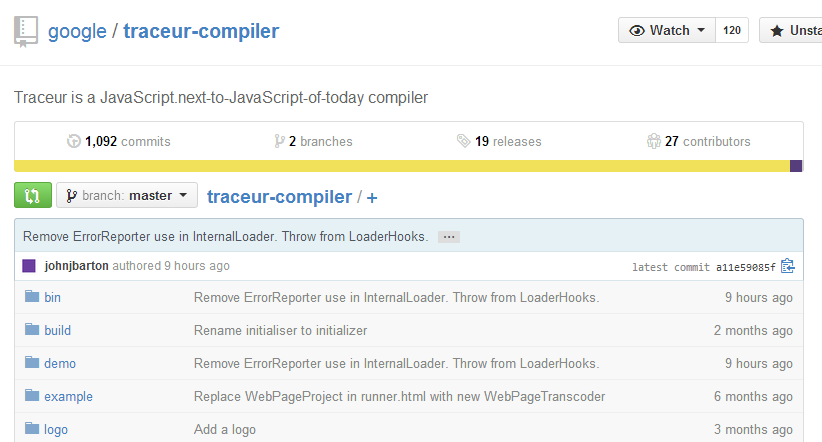 google / traceur-compiler
Watch 120
Traceur is a JavaScript.next-to-JavaScript-of-today compiler
1,092 commits 2 branches 19 releases 27 contributors
branch: master traceur-compiler / +
Remove ErrorReporter use in InternalLoader. Throw from LoaderHooks. ...
johnjbarton authored 9 hours ago latest commit a11e59085f
bin Remove ErrorReporter use in InternalLoader. Throw from LoaderHooks. 9 hours ago
build Rename initialiser to initializer 2 months ago
demo Remove ErrorReporter use in InternalLoader. Throw from LoaderHooks. 9 hours ago
example Replace WebPageProject in runner.html with new WebPageTranscoder 6 months ago
logo Add a logo 3 months ago